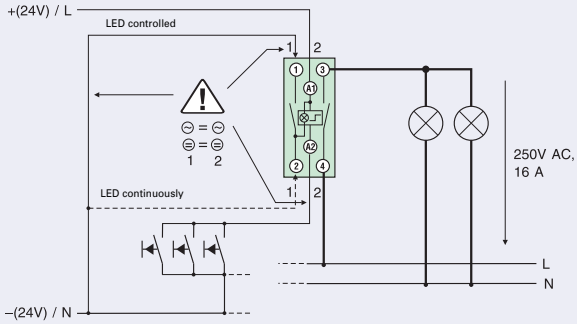 +(24V) / L
LED controlled
1 2
1 3
A1
!
~ = ~
= = =
1 2
A2
2 4
1 2
LED continuously
250V AC,
16 A
L
N
–(24V) / N